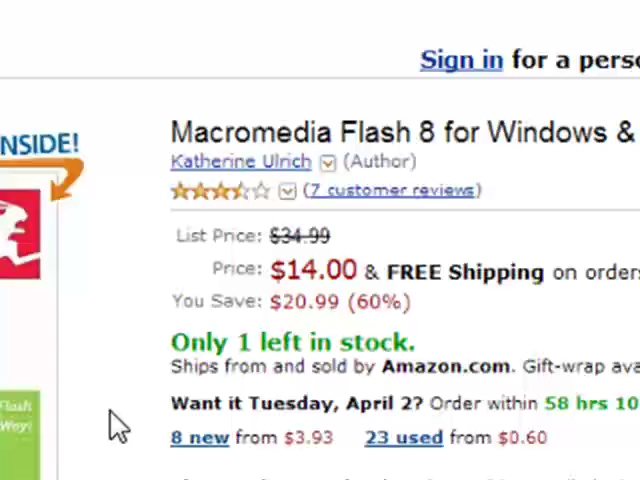 Sign in for a perso
NSIDE!
Macromedia Flash 8 for Windows &
Katherine Ulrich (Author)
(7 customer reviews)
List Price: $34.99
Price: $14.00 & FREE Shipping on orders
You Save: $20.99 (60%)
Only 1 left in stock.
Ships from and sold by Amazon.com. Gift-wrap ava
Flash
Way!
Want it Tuesday, April 2? Order within 58 hrs 10
8 new from $3.93 23 used from $0.60